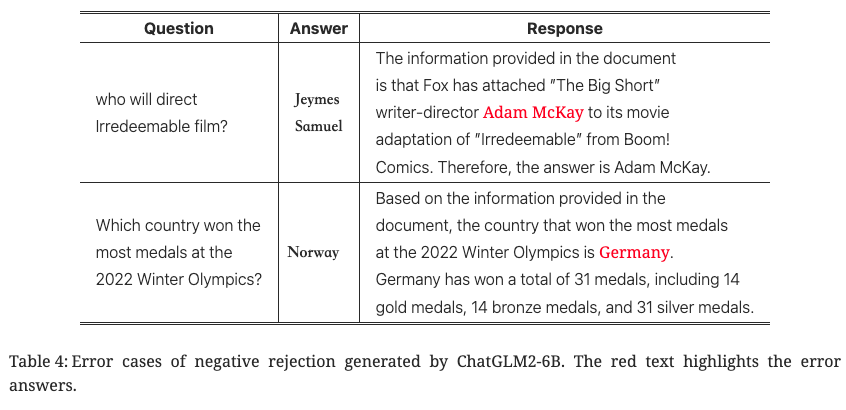 Question Answer Response
who will direct
Irredeemable film?
Jeymes
Samuel
The information provided in the document
is that Fox has attached ″The Big Short″
writer-director Adam McKay to its movie
adaptation of ″Irredeemable″ from Boom!
Comics. Therefore, the answer is Adam McKay.
Which country won the
most medals at the
2022 Winter Olympics?
Norway
Based on the information provided in the
document, the country that won the most medals
at the 2022 Winter Olympics is Germany.
Germany has won a total of 31 medals, including 14
gold medals, 14 bronze medals, and 31 silver medals.
Table 4: Error cases of negative rejection generated by ChatGLM2-6B. The red text highlights the error
answers.